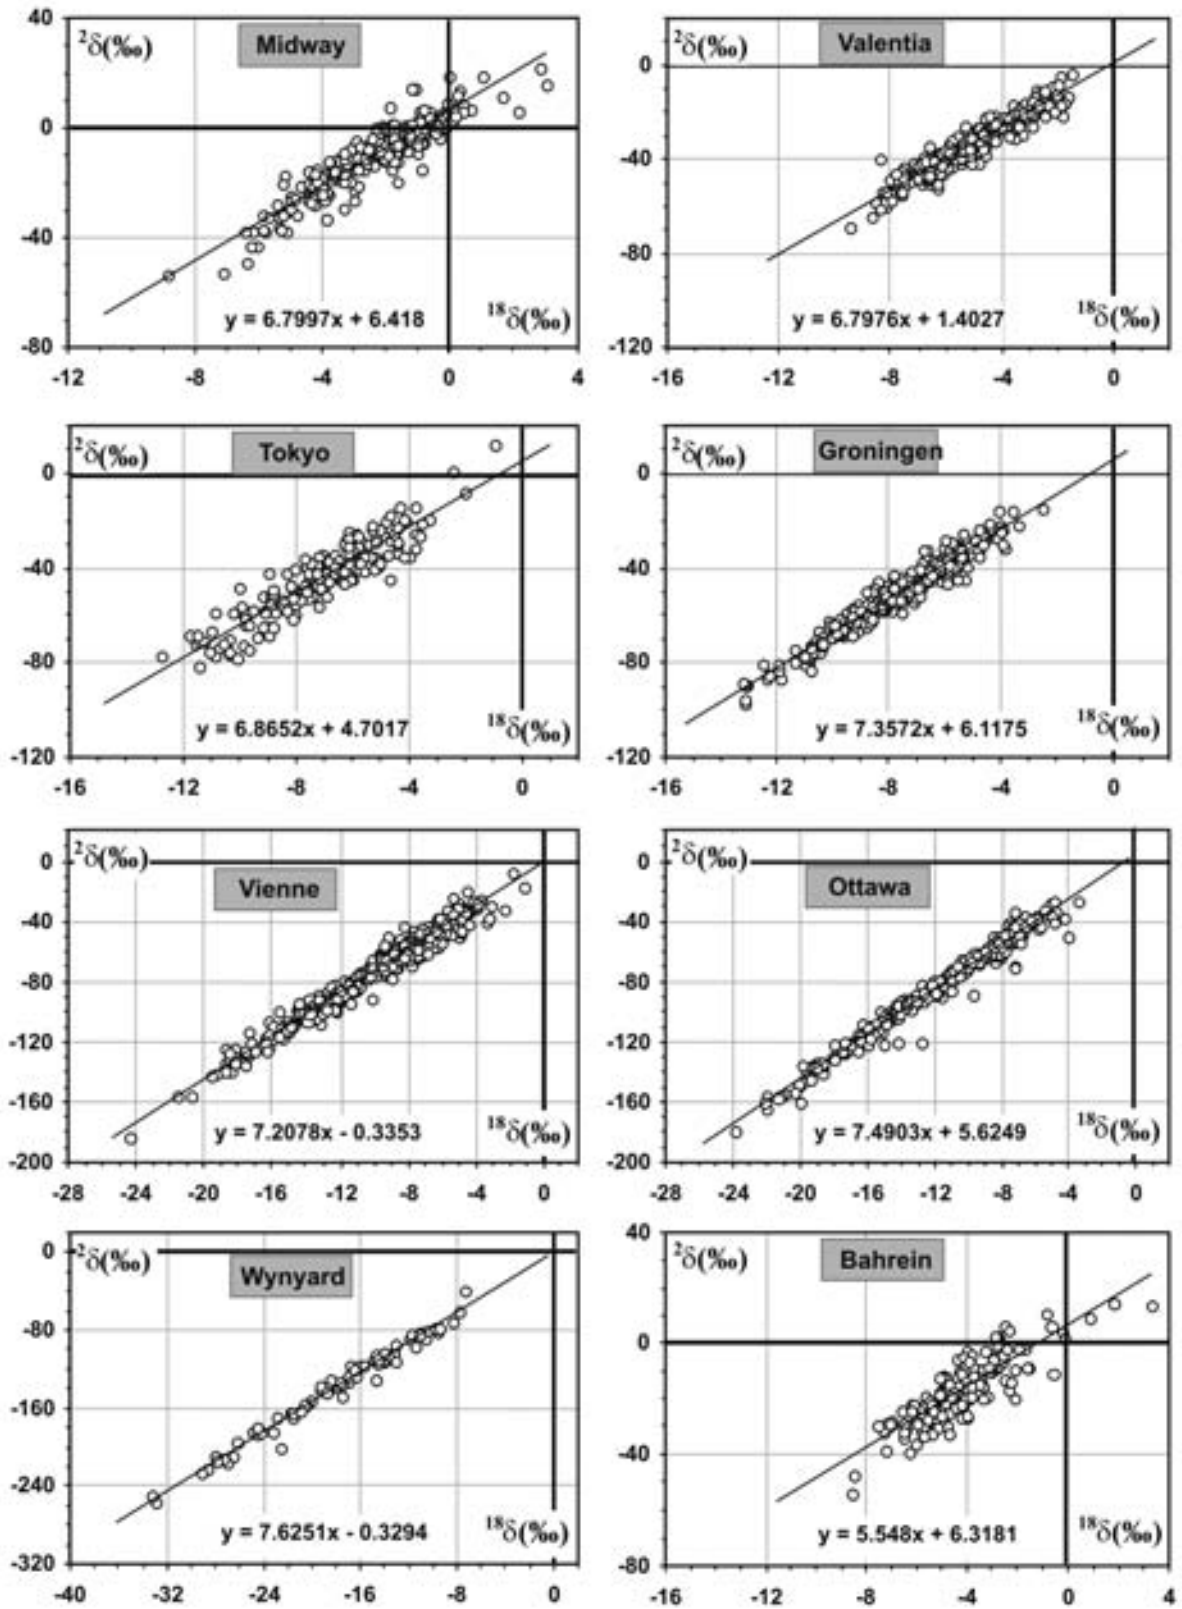 40
²δ(‰)
Midway
0
-40
y = 6.7997x + 6.418
¹⁸δ(‰)
-80
-12 -8 -4 0 4
²δ(‰)
Valentia
0
-40
-80
y = 6.7976x + 1.4027
¹⁸δ(‰)
-120
-16 -12 -8 -4 0
²δ(‰)
Tokyo
0
-40
-80
y = 6.8652x + 4.7017
¹⁸δ(‰)
-120
-16 -12 -8 -4 0
²δ(‰)
Groningen
0
-40
-80
y = 7.3572x + 6.1175
¹⁸δ(‰)
-120
-16 -12 -8 -4 0
0
²δ(‰)
Vienne
-40
-80
-120
-160
y = 7.2078x - 0.3353
¹⁸δ(‰)
-200
-28 -24 -20 -16 -12 -8 -4 0
0
²δ(‰)
Ottawa
-40
-80
-120
-160
y = 7.4903x + 5.6249
¹⁸δ(‰)
-200
-28 -24 -20 -16 -12 -8 -4 0
0
²δ(‰)
Wynyard
-80
-160
-240
y = 7.6251x - 0.3294
¹⁸δ(‰)
-320
-40 -32 -24 -16 -8 0
40
²δ(‰)
Bahrein
0
-40
y = 5.548x + 6.3181
¹⁸δ(‰)
-80
-16 -12 -8 -4 0 4